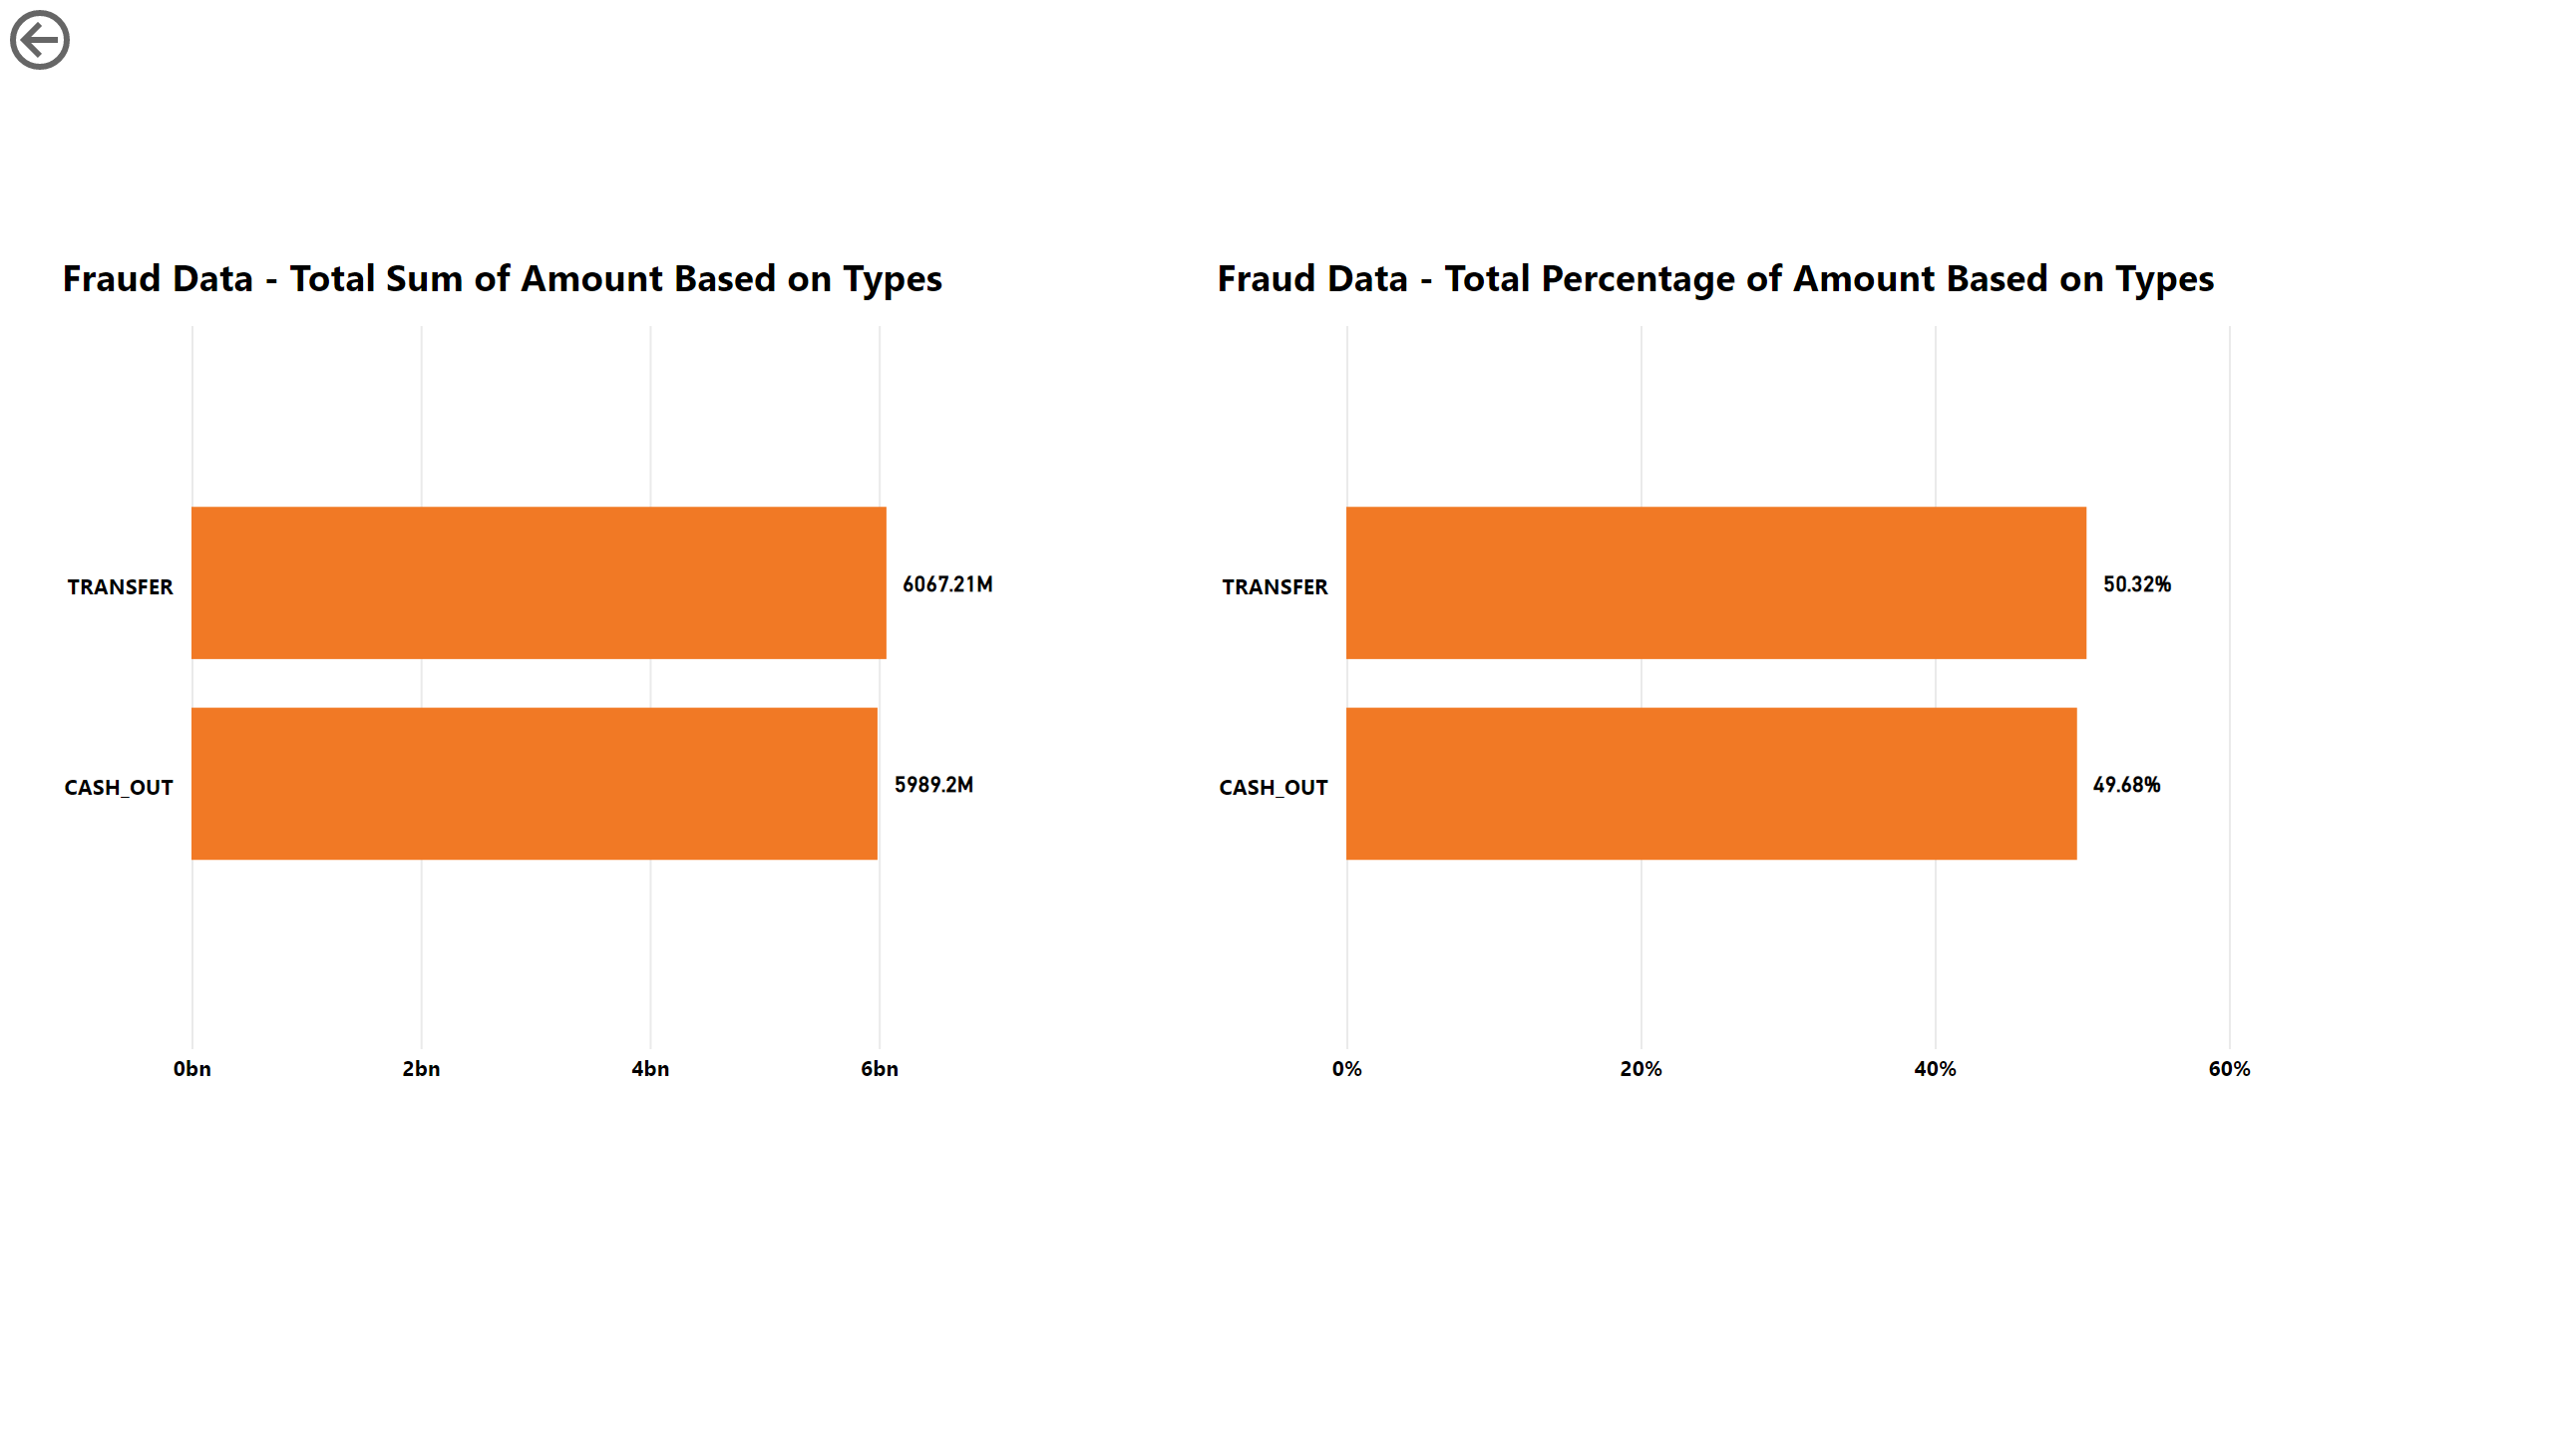 Fraud Data - Total Sum of Amount Based on Types
TRANSFER
6067.21M
CASH_OUT
5989.2M
0bn 2bn 4bn 6bn
Fraud Data - Total Percentage of Amount Based on Types
TRANSFER
50.32%
CASH_OUT
49.68%
0% 20% 40% 60%